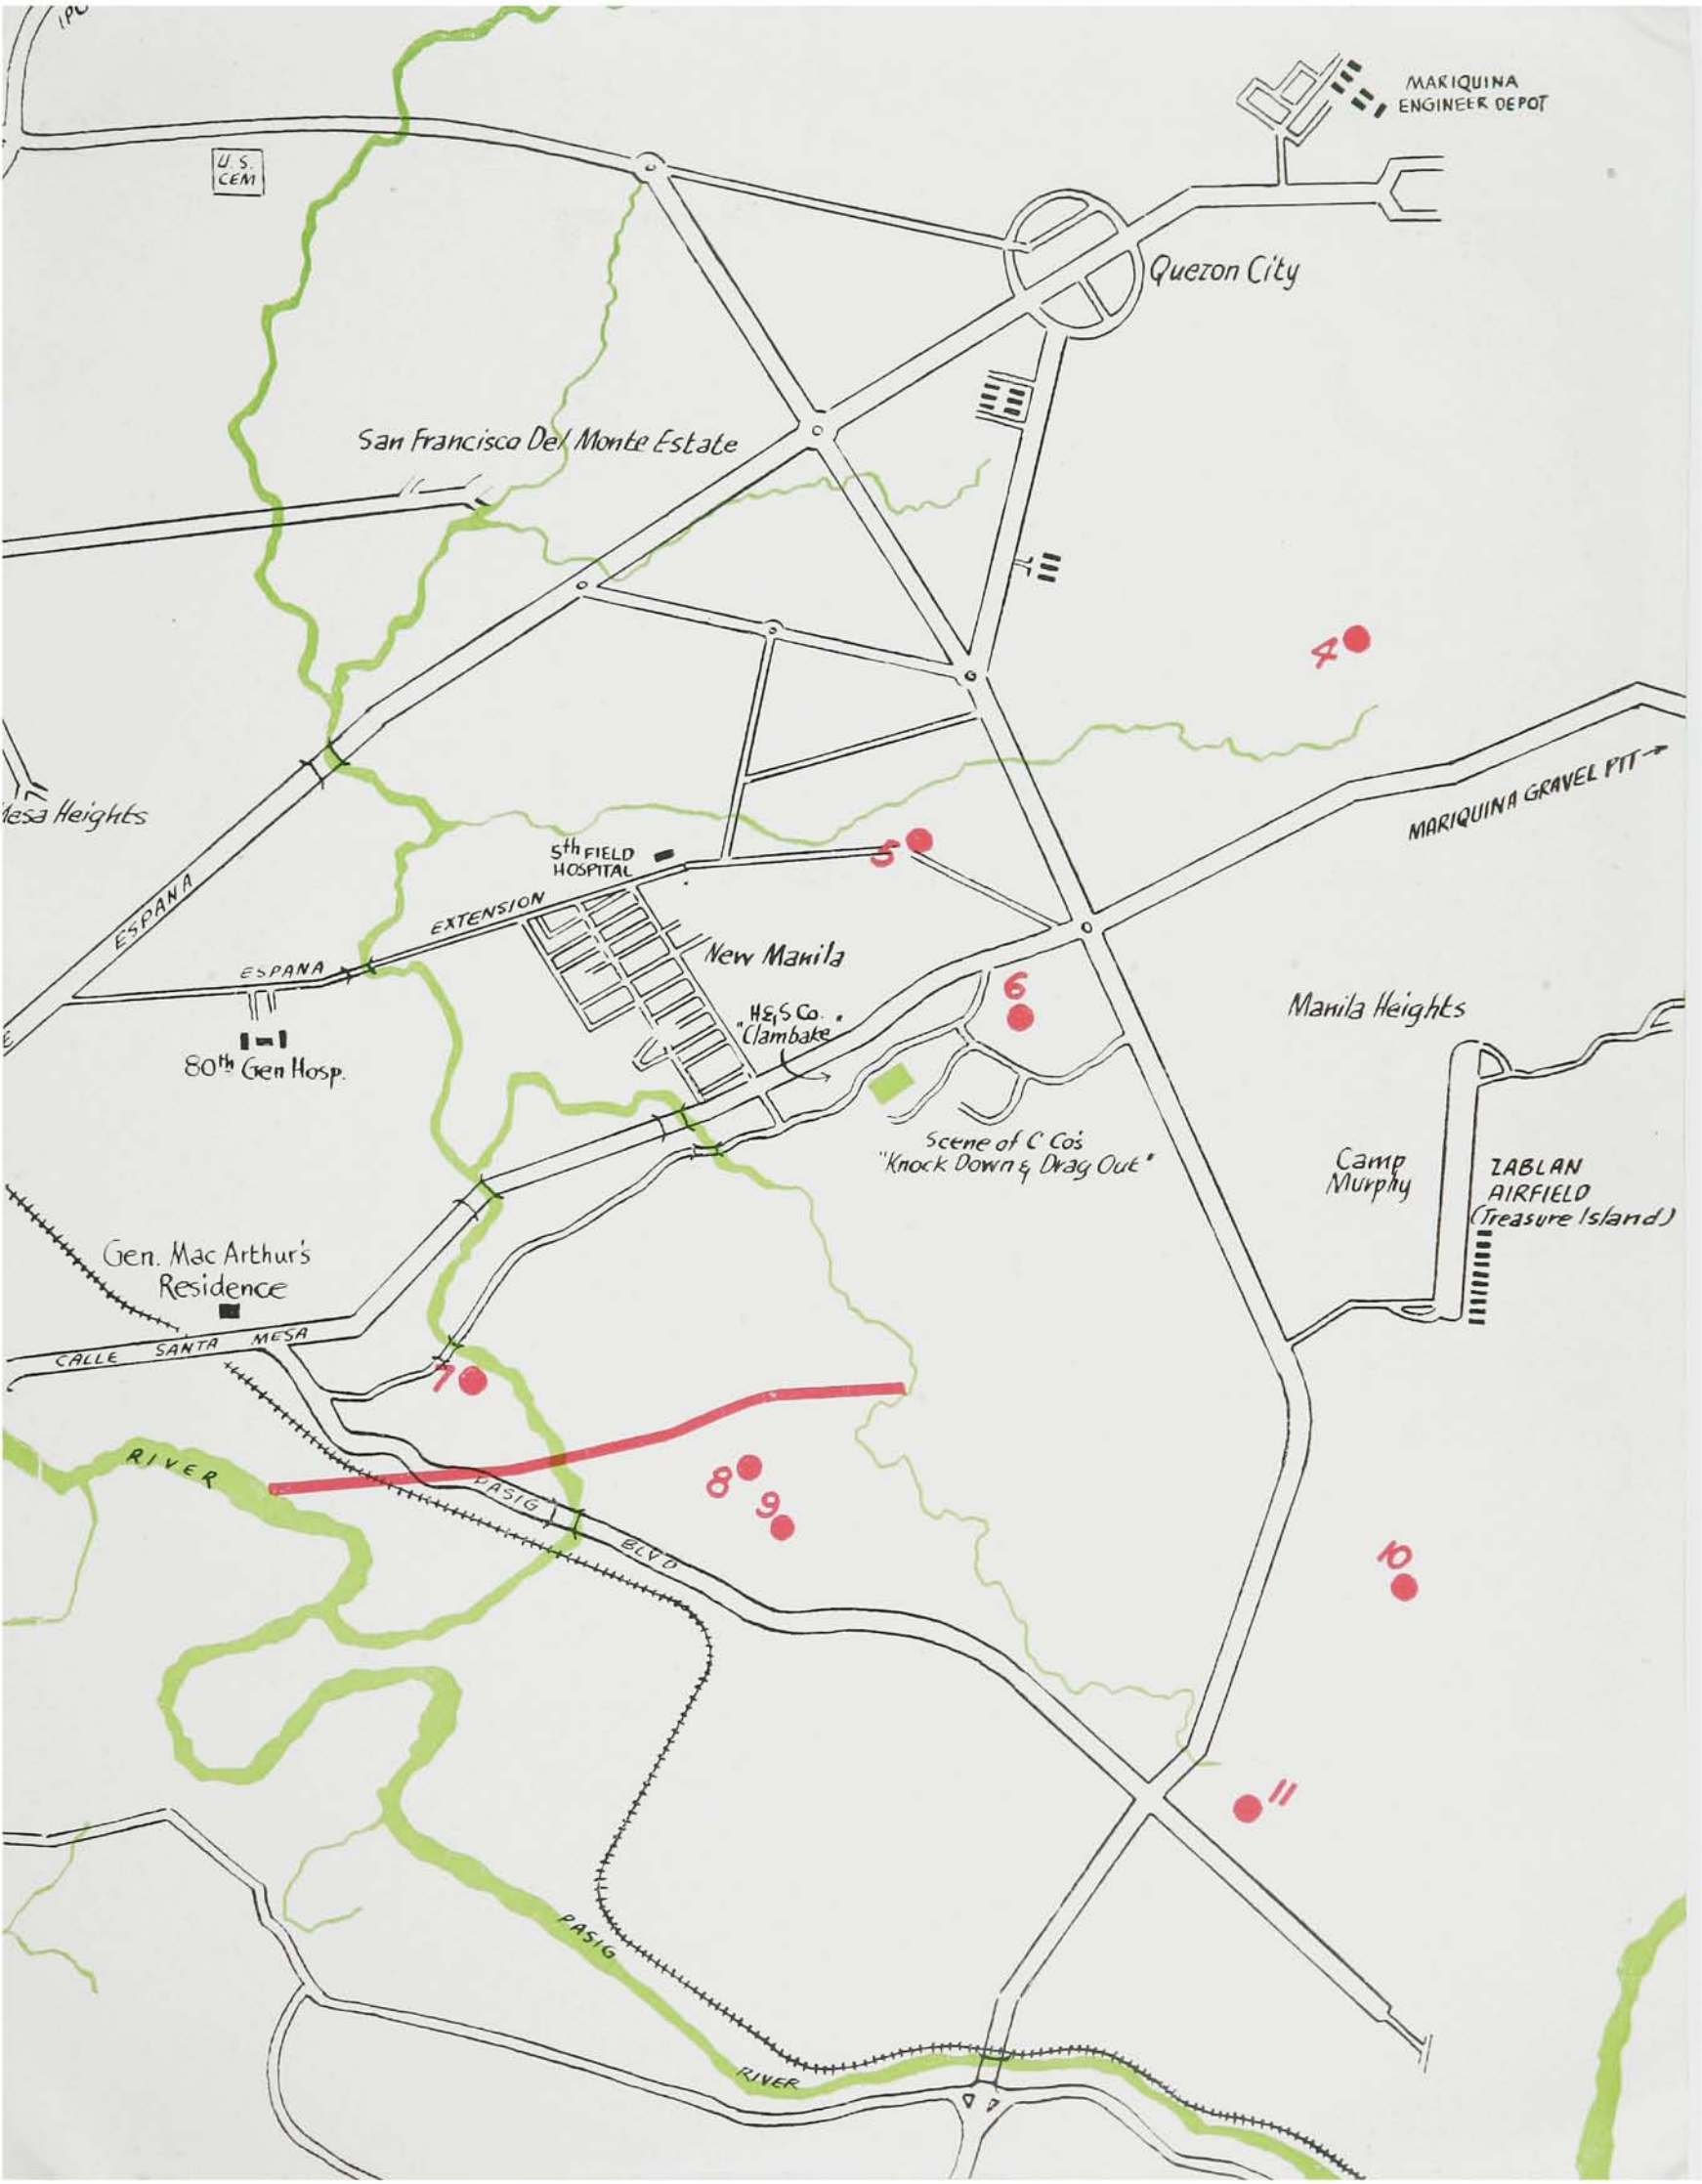 MARIQUINA
ENGINEER DEPOT
U.S.
CEM
Quezon City
San Francisco Del Monte Estate
4
MARIQUINA GRAVEL PIT
Mesa Heights
5th FIELD
HOSPITAL
5
ESPANA
EXTENSION
New Manila
ESPANA
6
Manila Heights
H&S Co.
"Clambake"
80th Gen Hosp.
Scene of C Co's
"Knock Down & Drag Out"
Camp
Murphy
ZABLAN
AIRFIELD
(Treasure Island)
Gen. Mac Arthur's
Residence
CALLE SANTA MESA
7
RIVER
PASIG
BLVD
8
9
10
11
PASIG
RIVER